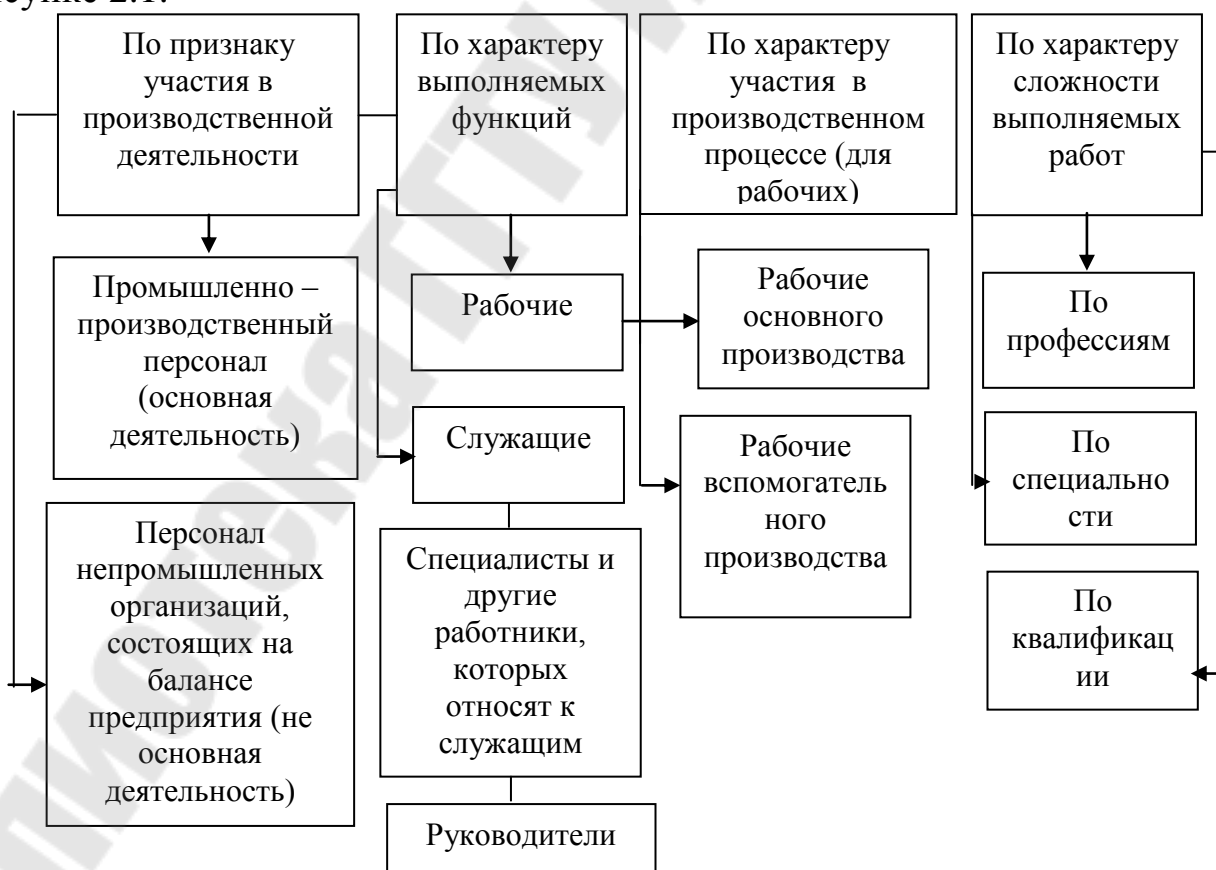 По признаку
участия в
производственной
деятельности
По характеру
выполняемых
функций
По характеру
участия в
производственном
процессе (для
рабочих)
По характеру
сложности
выполняемых
работ
Промышленно –
производственный
персонал
(основная
деятельность)
Рабочие
Рабочие
основного
производства
По
профессиям
Служащие
Рабочие
вспомогатель
ного
производства
По
специально
сти
Персонал
непромышленных
организаций,
состоящих на
балансе
предприятия (не
основная
деятельность)
Специалисты и
другие
работники,
которых
относят к
служащим
По
квалификац
ии
Руководители